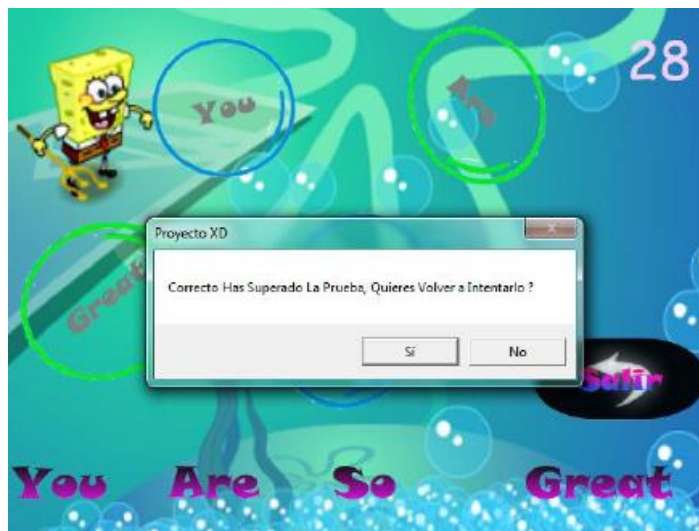 You
Are
28
Great
Proyecto XD
Correcto Has Superado La Prueba, Quieres Volver a Intentarlo ?
Sí
No
Salir
You Are So Great